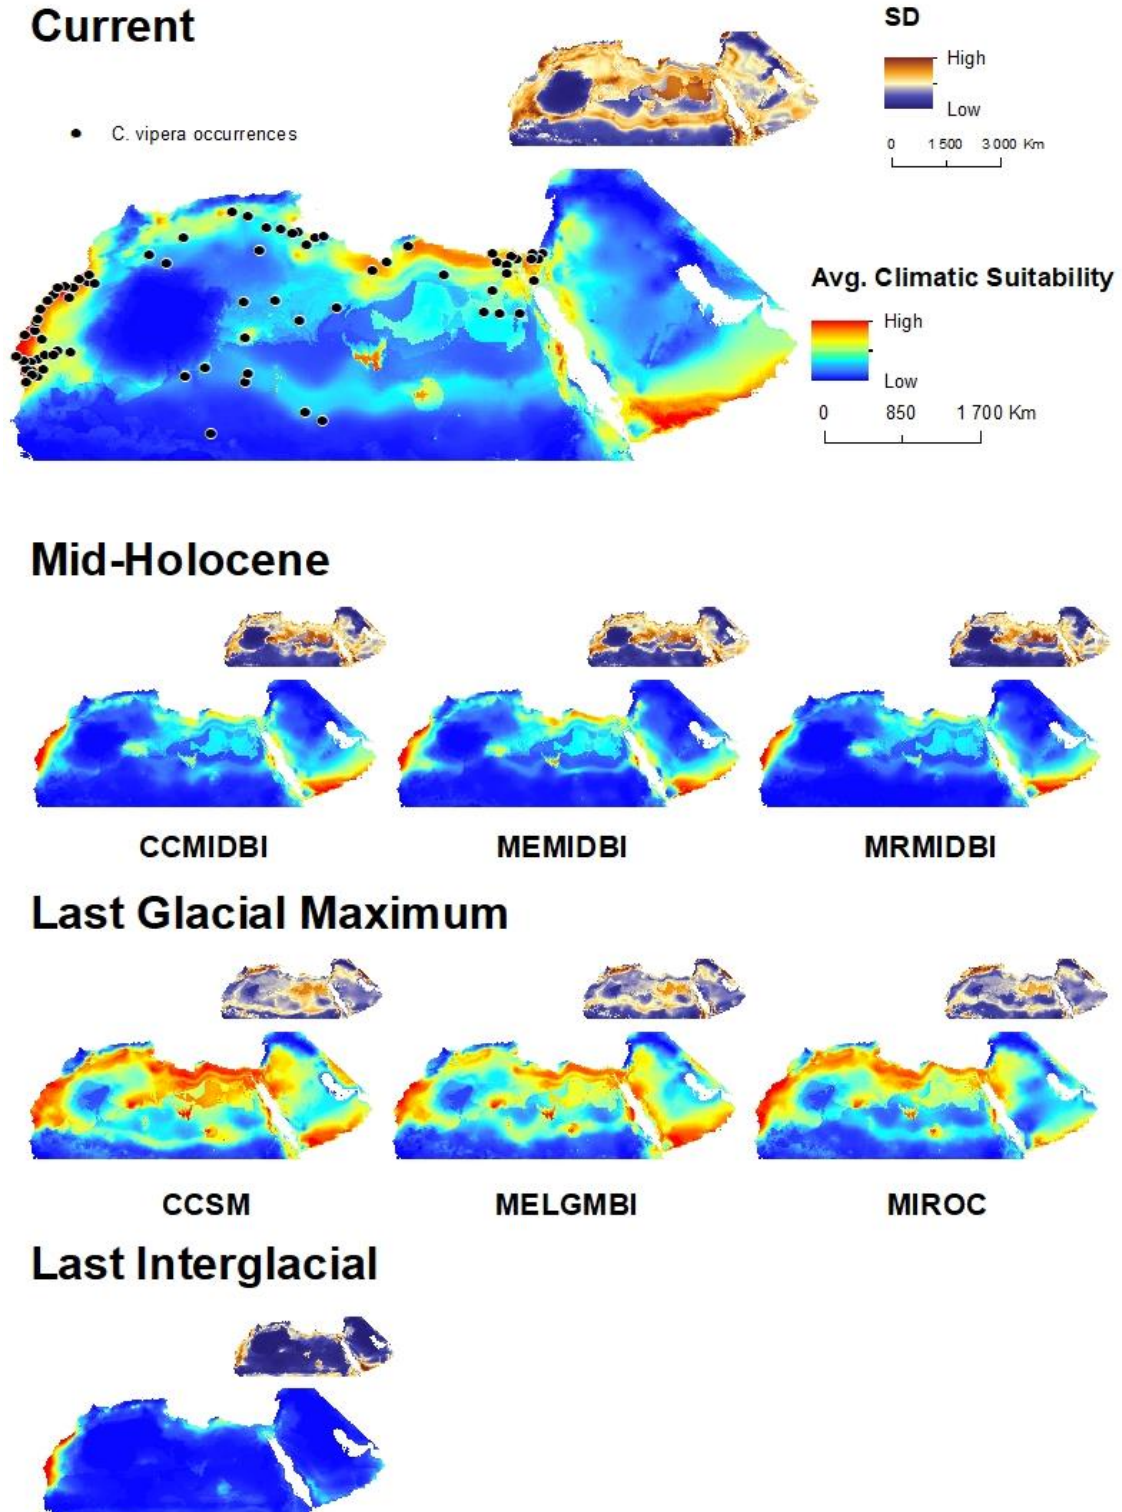 Current
SD
High
Low
0 1 500 3 000 Km
C. vipera occurrences
Avg. Climatic Suitability
High
Low
0 850 1 700 Km
Mid-Holocene
CCMIDBI MEMIDBI MRMIDBI
Last Glacial Maximum
CCSM MELGMBI MIROC
Last Interglacial